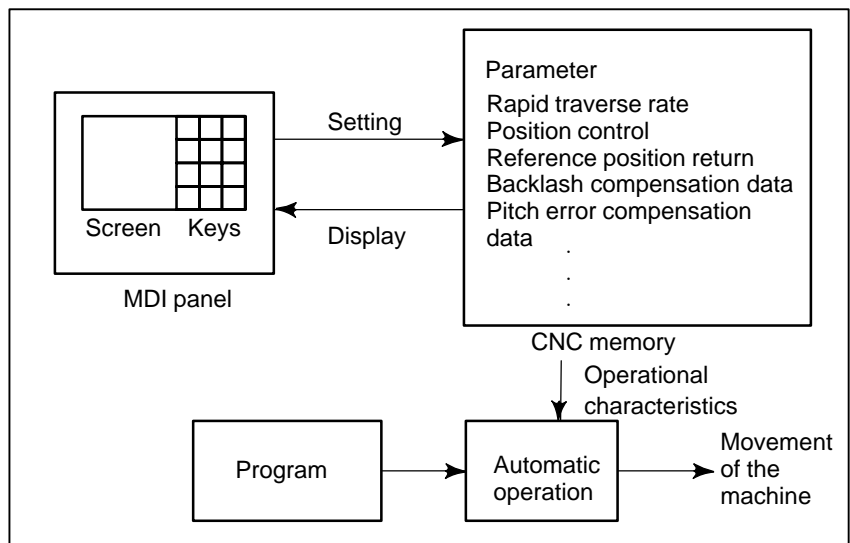 Screen Keys
MDI panel
Setting
Display
Parameter
Rapid traverse rate
Position control
Reference position return
Backlash compensation data
Pitch error compensation
data
.
.
.
CNC memory
Operational
characteristics
Program
Automatic
operation
Movement
of the
machine